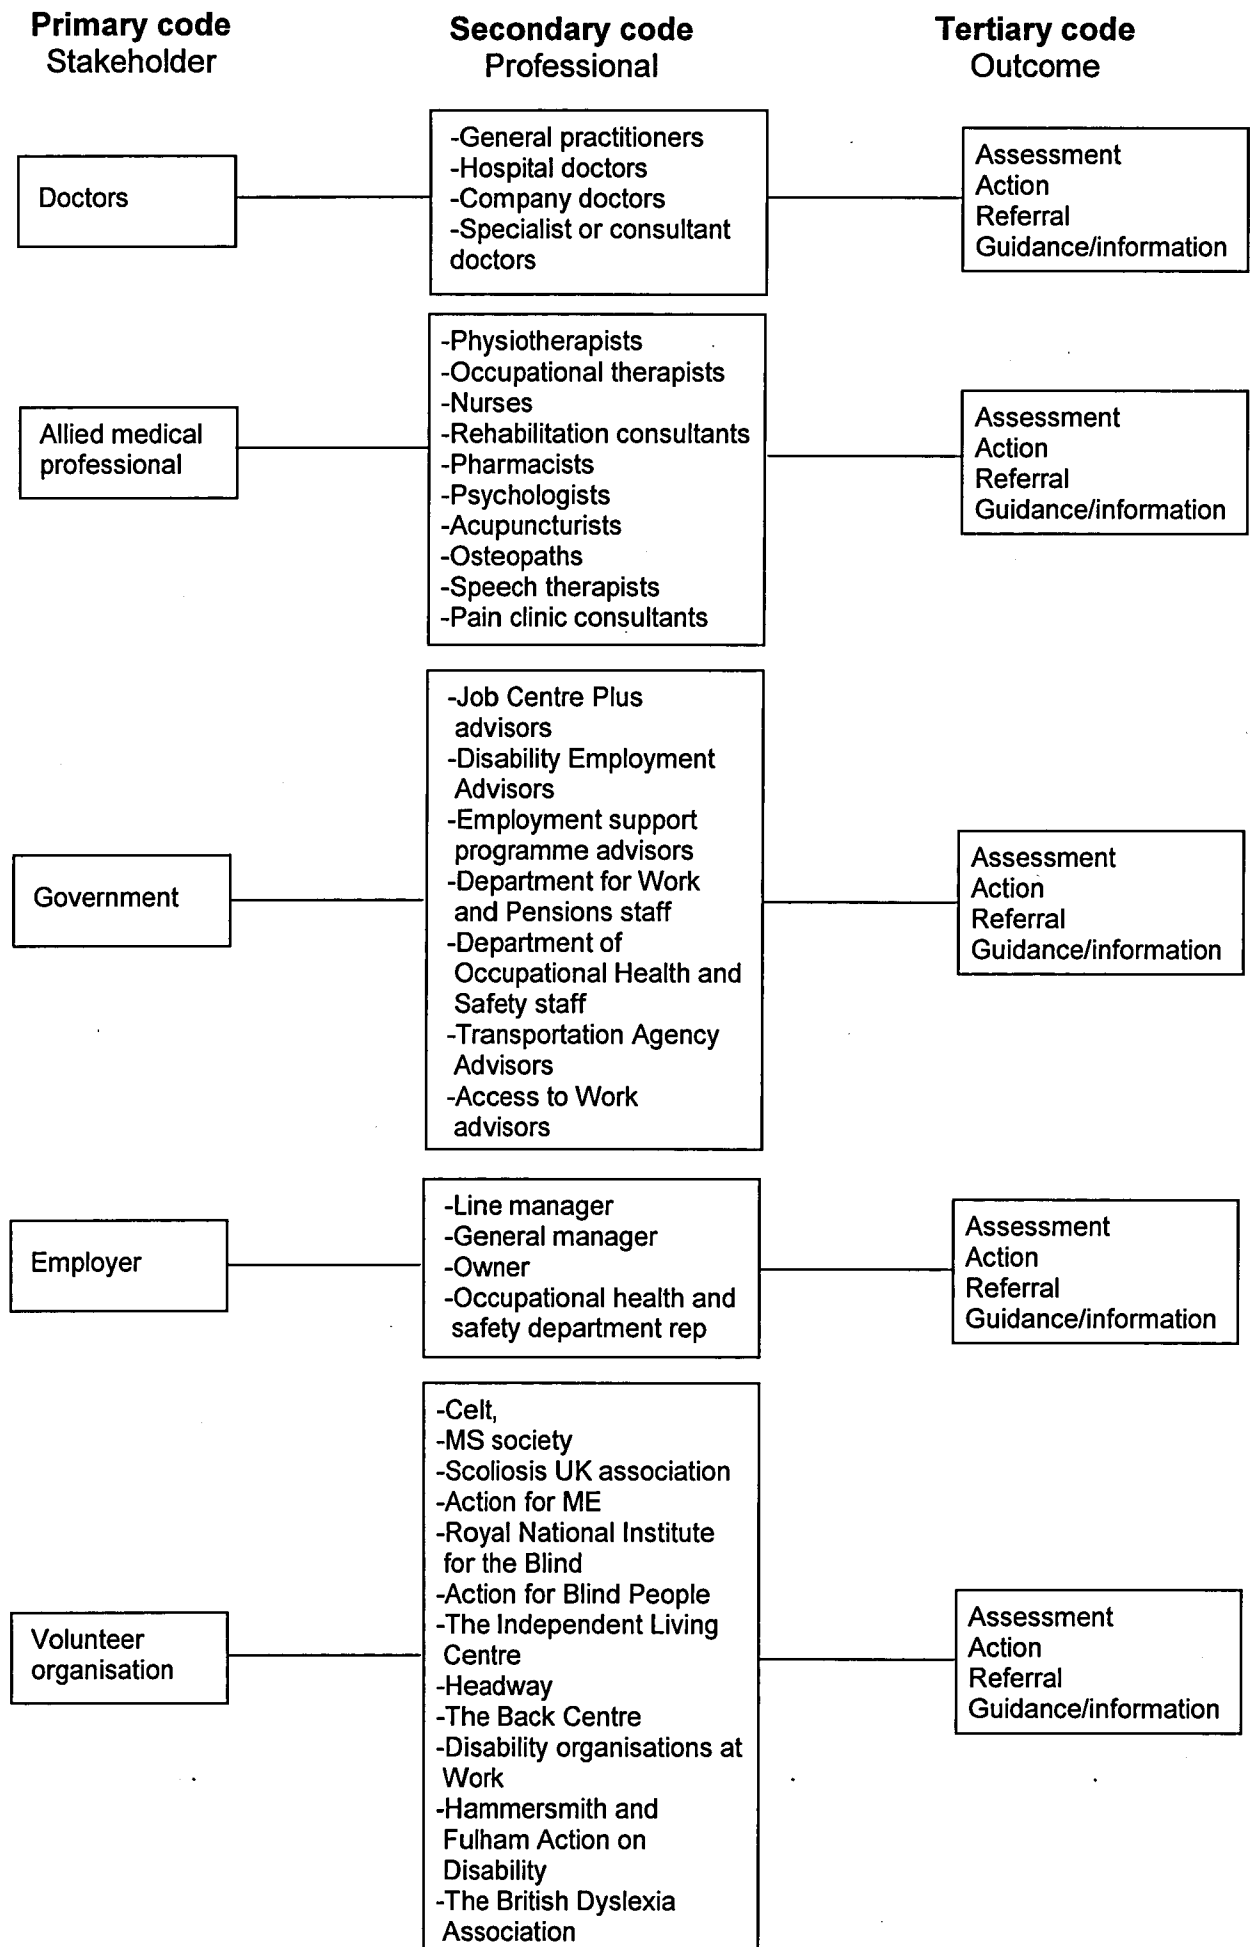 Primary code
Stakeholder
Secondary code
Professional
Tertiary code
Outcome
Doctors
-General practitioners
-Hospital doctors
-Company doctors
-Specialist or consultant
doctors
Assessment
Action
Referral
Guidance/information
Allied medical
professional
-Physiotherapists
-Occupational therapists
-Nurses
-Rehabilitation consultants
-Pharmacists
-Psychologists
-Acupuncturists
-Osteopaths
-Speech therapists
-Pain clinic consultants
Assessment
Action
Referral
Guidance/information
Government
-Job Centre Plus
advisors
-Disability Employment
Advisors
-Employment support
programme advisors
-Department for Work
and Pensions staff
-Department of
Occupational Health and
Safety staff
-Transportation Agency
Advisors
-Access to Work
advisors
Assessment
Action
Referral
Guidance/information
Employer
-Line manager
-General manager
-Owner
-Occupational health and
safety department rep
Assessment
Action
Referral
Guidance/information
Volunteer
organisation
-Celt,
-MS society
-Scoliosis UK association
-Action for ME
-Royal National Institute
for the Blind
-Action for Blind People
-The Independent Living
Centre
-Headway
-The Back Centre
-Disability organisations at
Work
-Hammersmith and
Fulham Action on
Disability
-The British Dyslexia
Association
Assessment
Action
Referral
Guidance/information